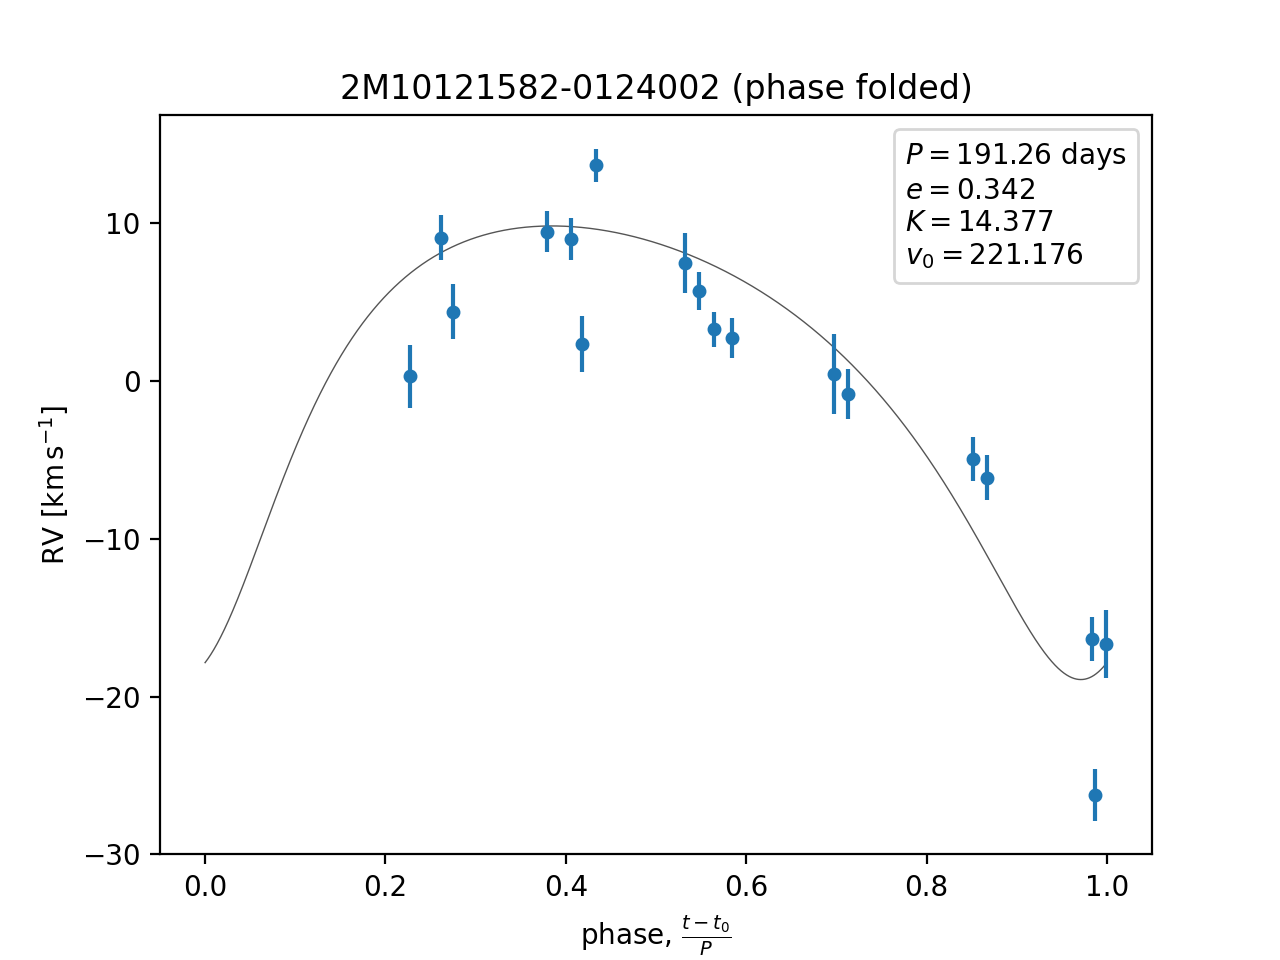 2M10121582-0124002 (phase folded)
P = 191.26 days
e = 0.342
K = 14.377
v₀ = 221.176
10
0
−10
−20
−30
RV [km s⁻¹]
0.0 0.2 0.4 0.6 0.8 1.0
phase, (t − t₀)/P